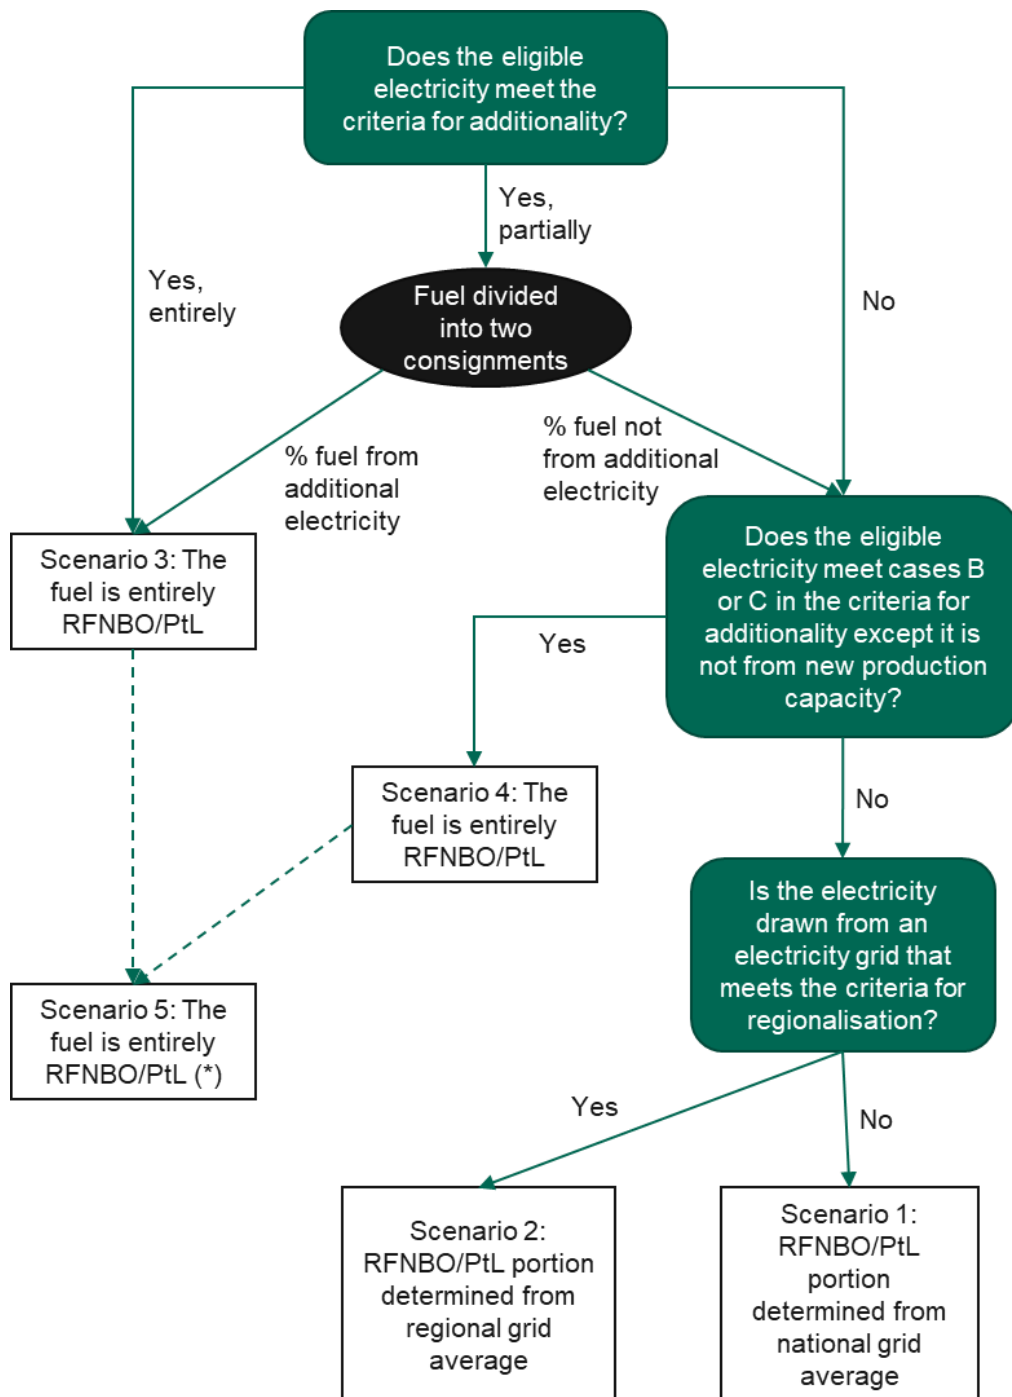 Does the eligible
electricity meet the
criteria for additionality?
Yes,
partially
Yes,
entirely
No
Fuel divided
into two
consignments
% fuel from
additional
electricity
% fuel not
from additional
electricity
Scenario 3: The
fuel is entirely
RFNBO/PtL
Does the eligible
electricity meet cases B
or C in the criteria for
additionality except it is
not from new production
capacity?
Yes
Scenario 4: The
fuel is entirely
RFNBO/PtL
No
Is the electricity
drawn from an
electricity grid that
meets the criteria for
regionalisation?
Scenario 5: The
fuel is entirely
RFNBO/PtL (*)
Yes
No
Scenario 2:
RFNBO/PtL portion
determined from
regional grid
average
Scenario 1:
RFNBO/PtL
portion
determined from
national grid
average